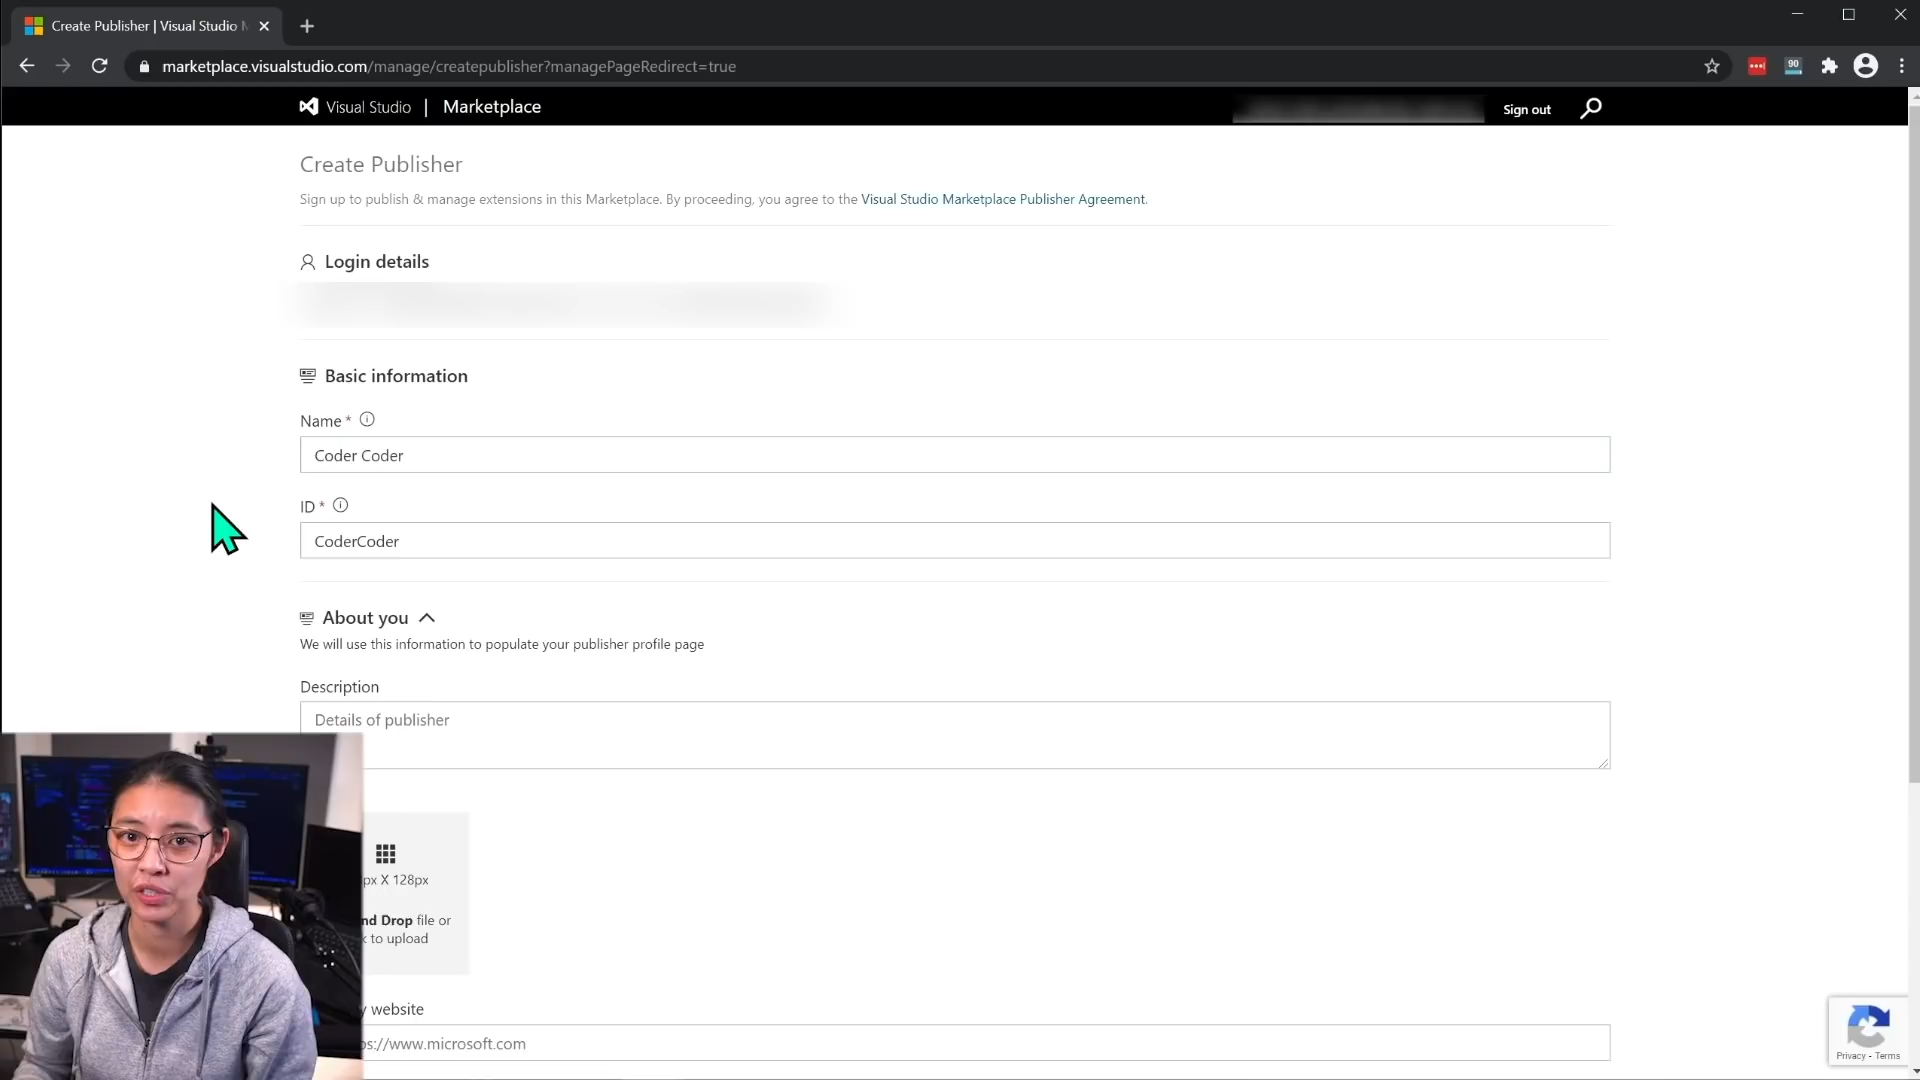 Create Publisher | Visual Studio
marketplace.visualstudio.com/manage/createpublisher?managePageRedirect=true
90
Visual Studio | Marketplace
Sign out
Create Publisher
Sign up to publish & manage extensions in this Marketplace. By proceeding, you agree to the Visual Studio Marketplace Publisher Agreement.
Login details
Basic information
Name *
Coder Coder
ID *
CoderCoder
About you
We will use this information to populate your publisher profile page
Description
Details of publisher
px X 128px
nd Drop file or
to upload
website
s://www.microsoft.com
Privacy - Terms